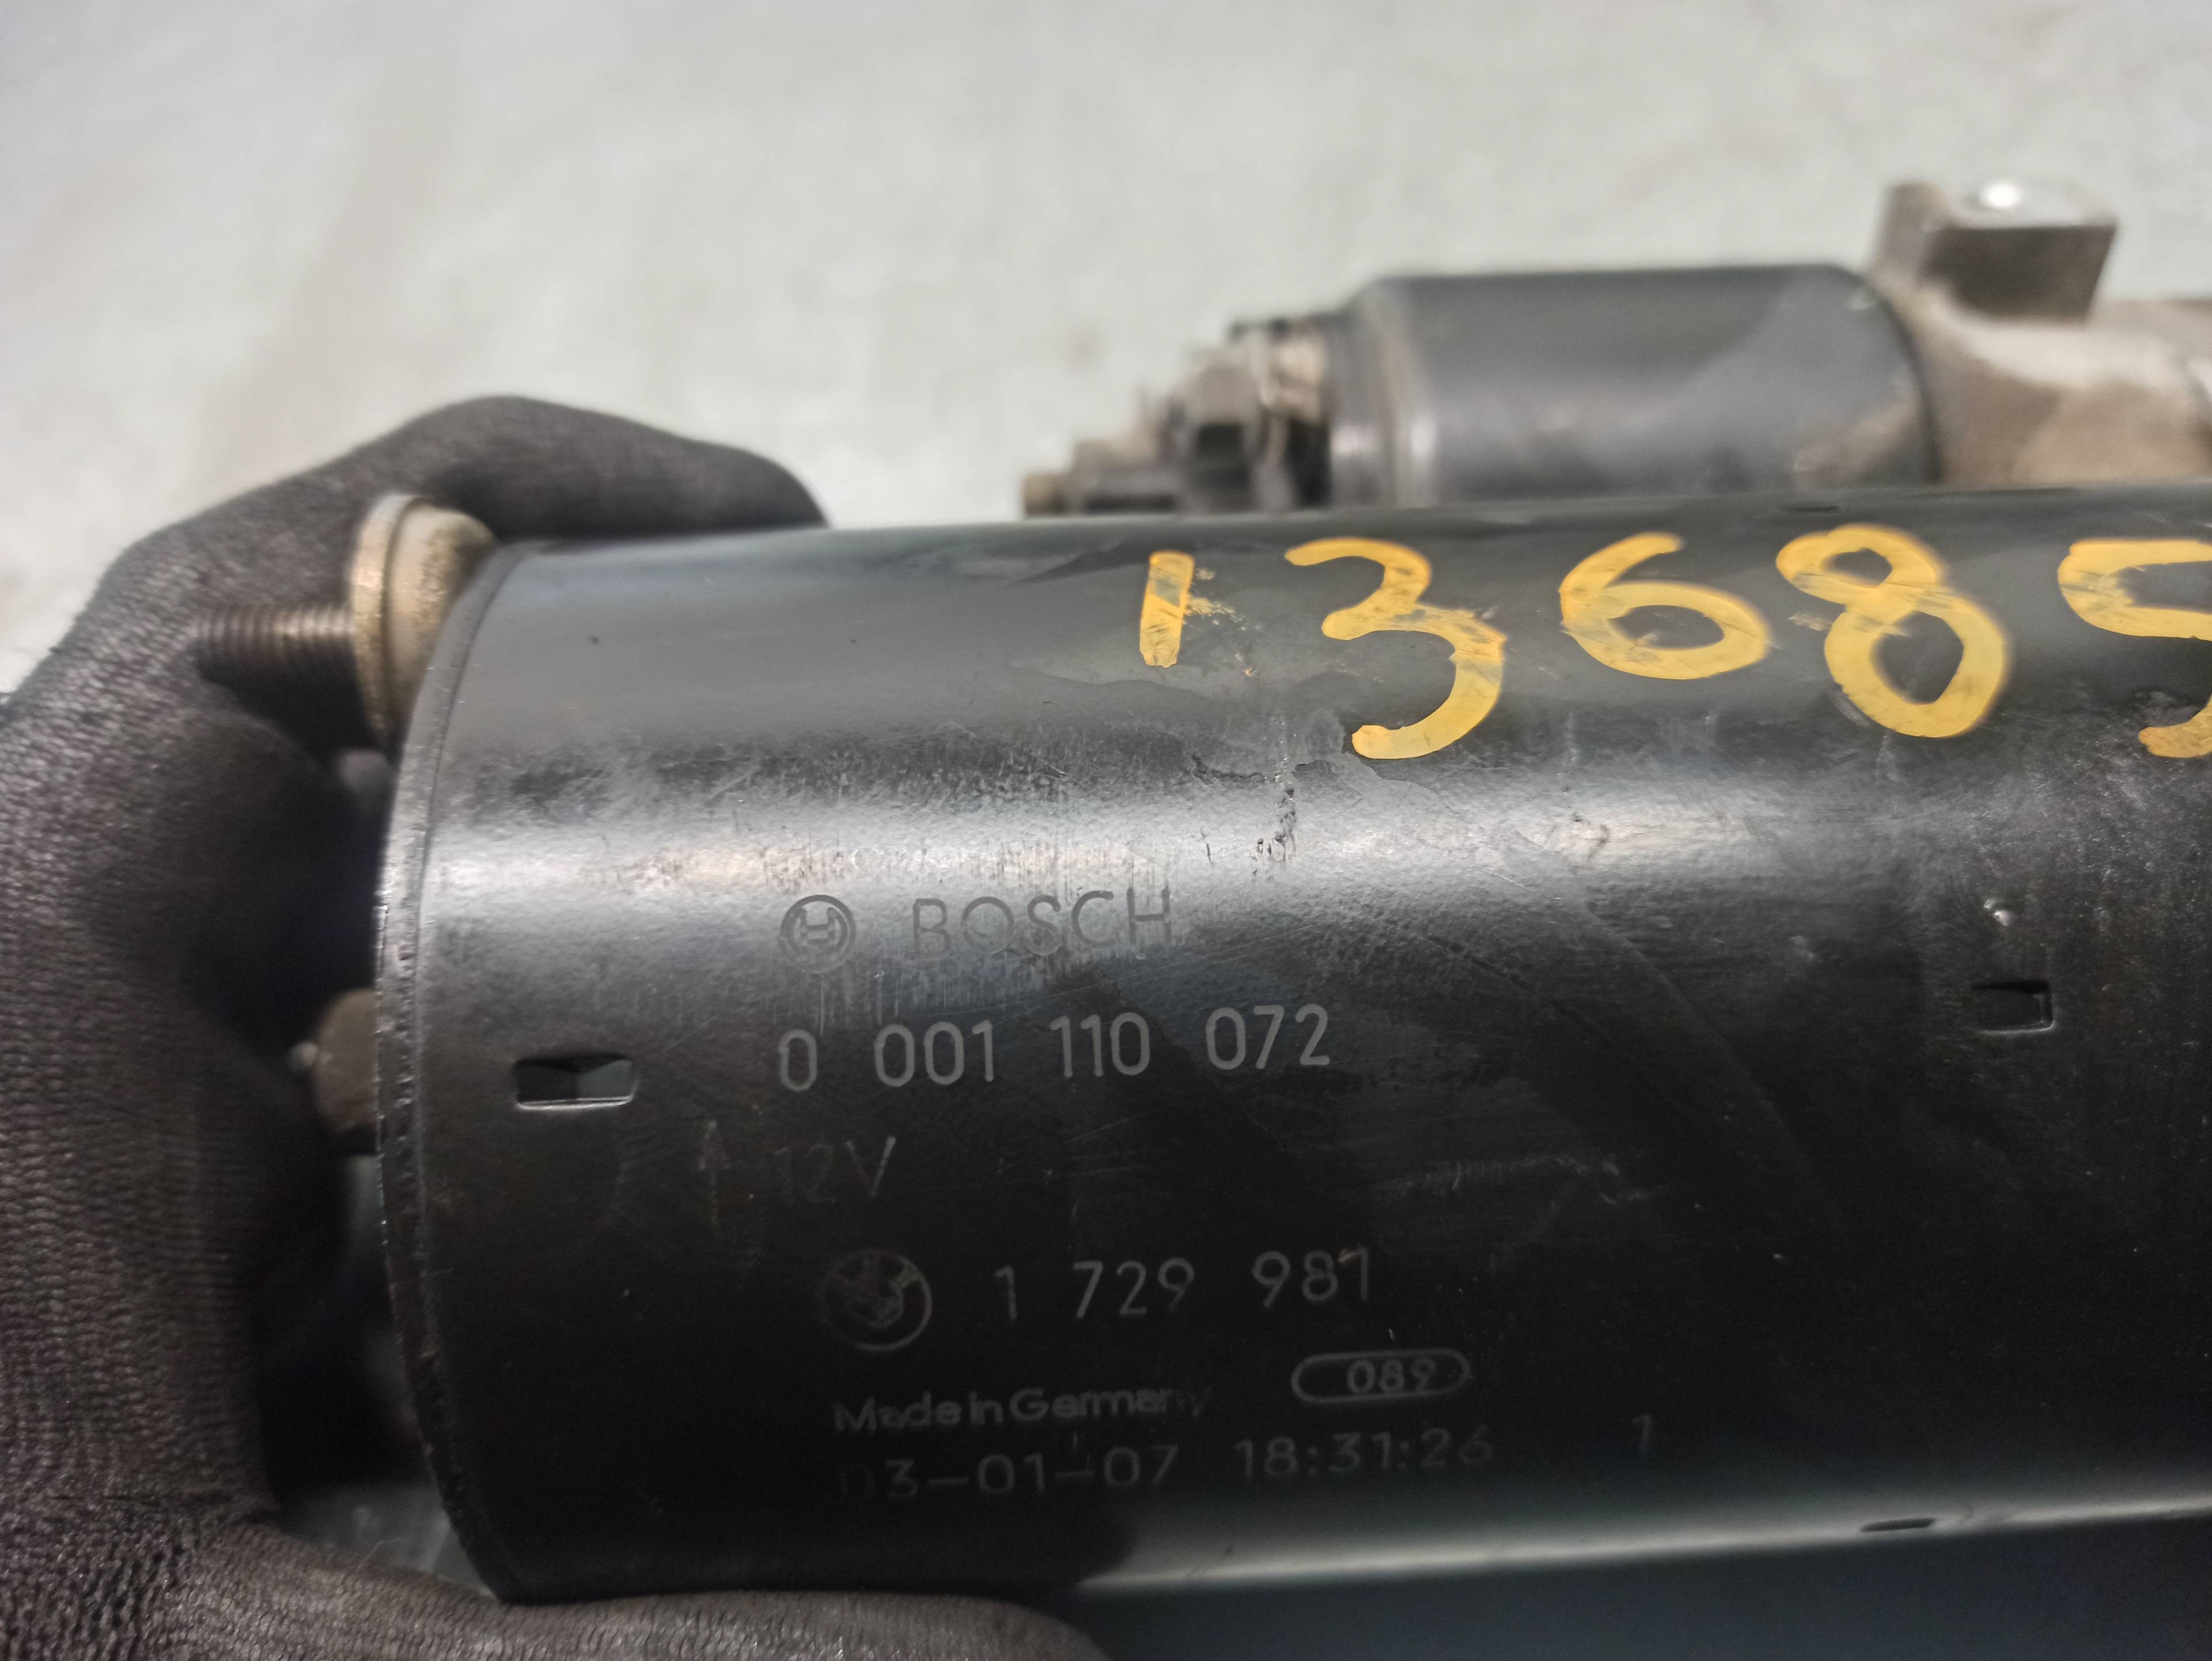 13685
BOSCH
0 001 110 072
↑ 12V
1 729 981
Made in Germany 089
03-01-07 18:31:26 1